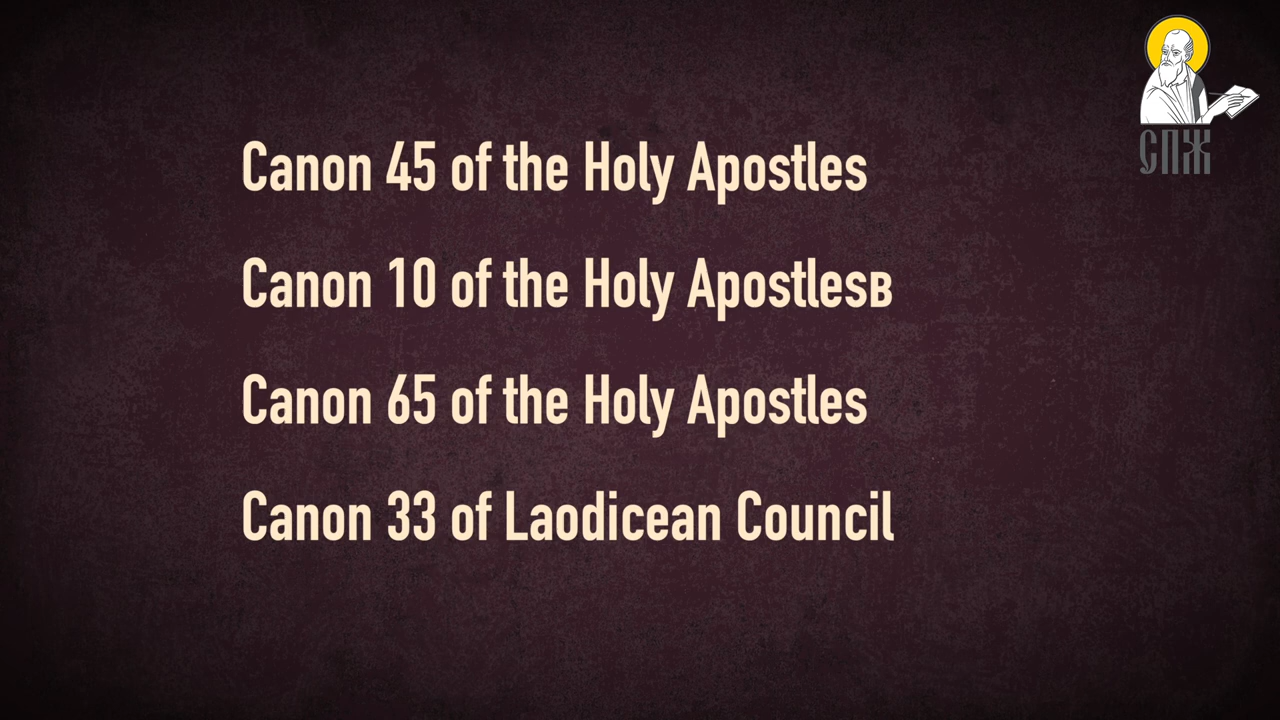 СПЖ
Canon 45 of the Holy Apostles
Canon 10 of the Holy Apostlesв
Canon 65 of the Holy Apostles
Canon 33 of Laodicean Council